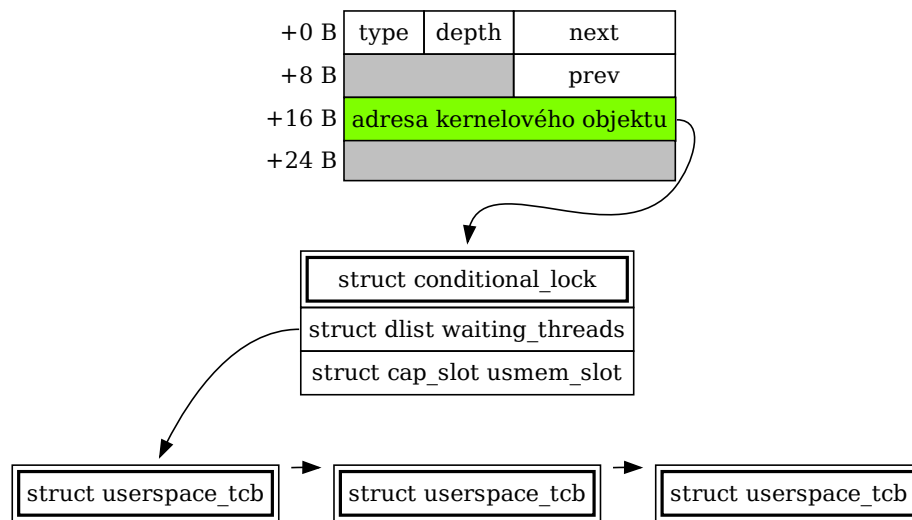 +0 B type depth next
+8 B prev
+16 B adresa kernelového objektu
+24 B
struct conditional_lock
struct dlist waiting_threads
struct cap_slot usmem_slot
struct userspace_tcb struct userspace_tcb struct userspace_tcb